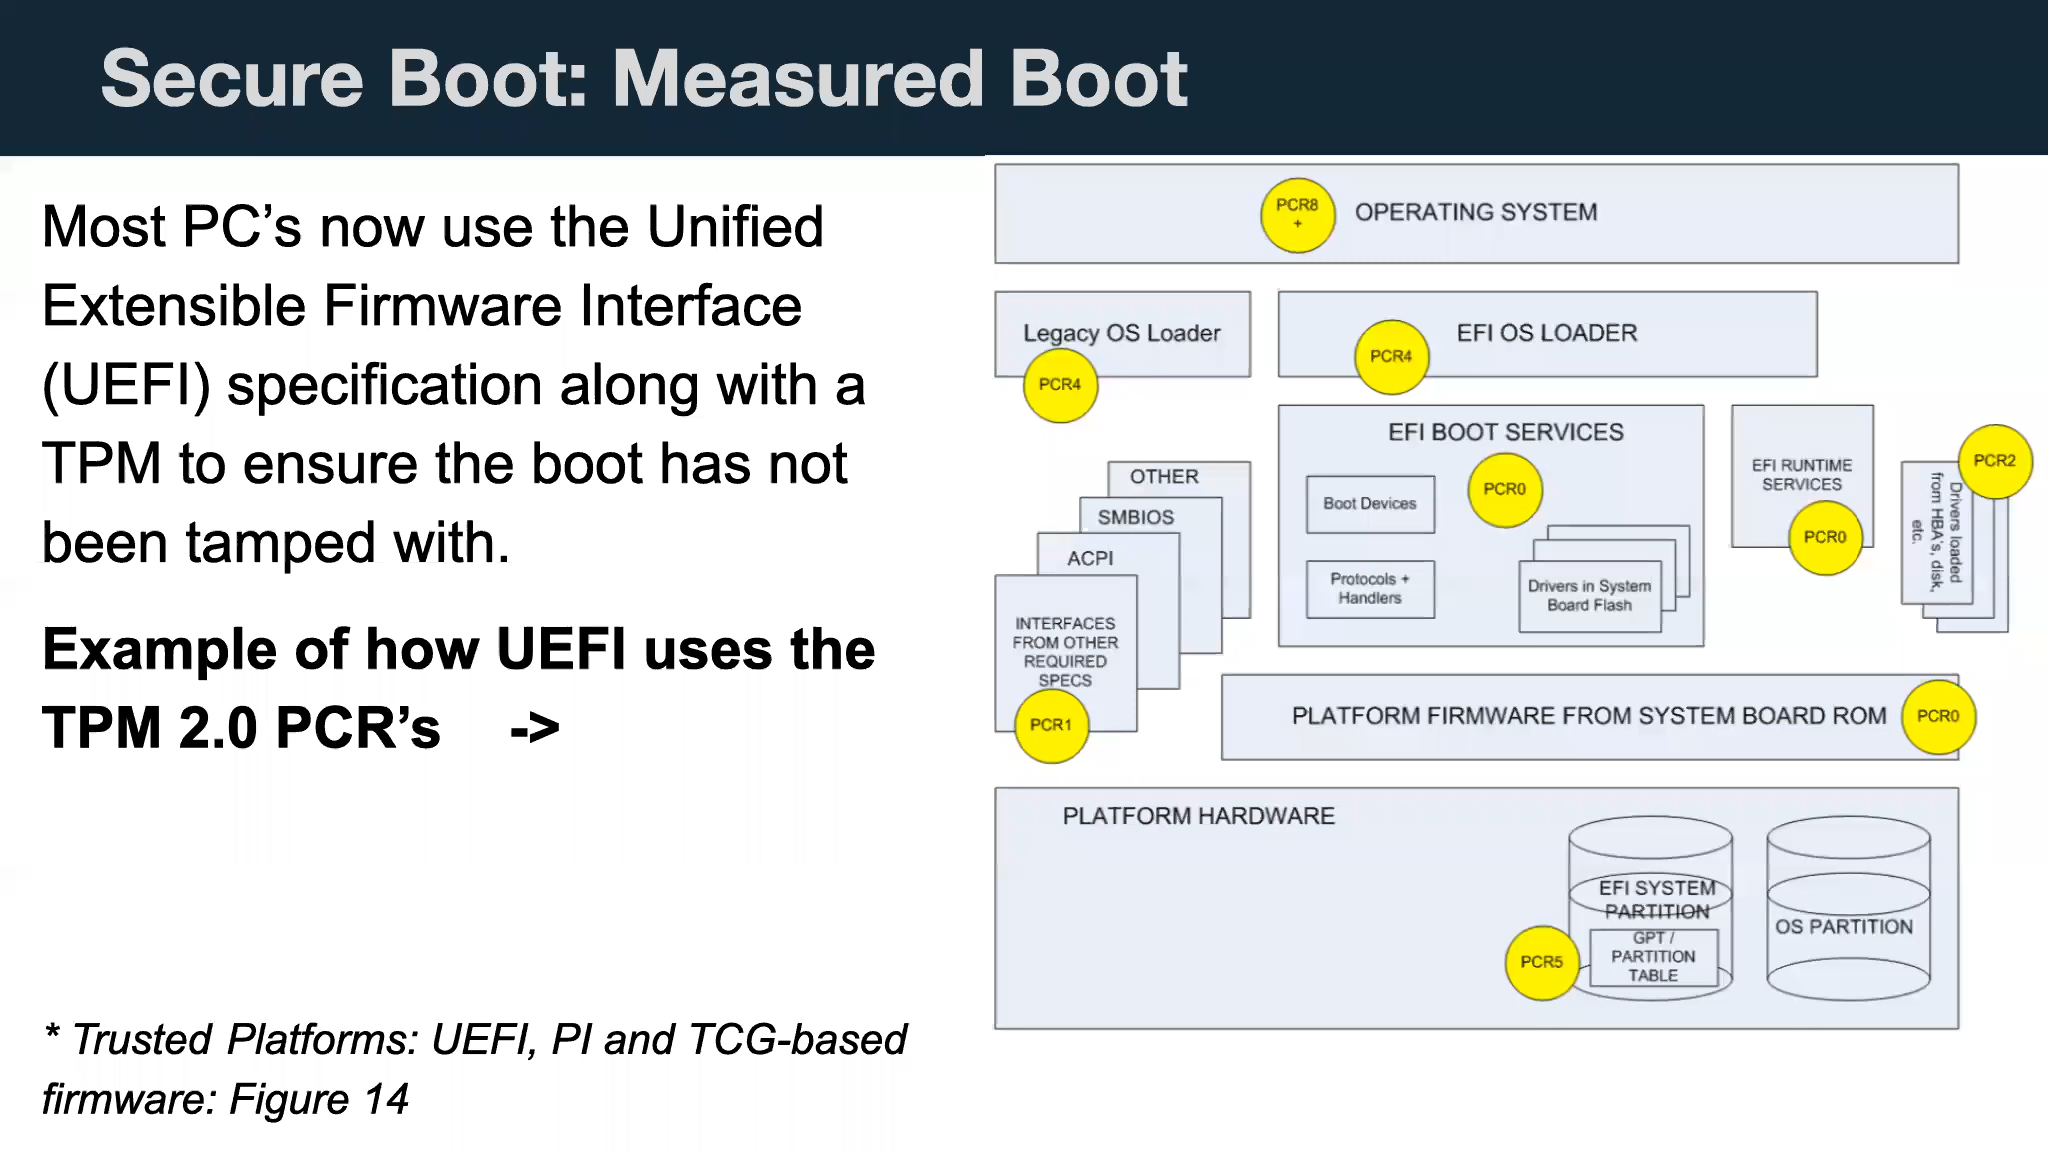 Secure Boot: Measured Boot
Most PC’s now use the Unified
Extensible Firmware Interface
(UEFI) specification along with a
TPM to ensure the boot has not
been tamped with.
Example of how UEFI uses the
TPM 2.0 PCR’s    ->
* Trusted Platforms: UEFI, PI and TCG-based
firmware: Figure 14
PCR8
+
OPERATING SYSTEM
Legacy OS Loader
PCR4
EFI OS LOADER
PCR4
OTHER
SMBIOS
ACPI
INTERFACES
FROM OTHER
REQUIRED
SPECS
PCR1
EFI BOOT SERVICES
PCR0
Boot Devices
Protocols +
Handlers
Drivers in System
Board Flash
EFI RUNTIME
SERVICES
PCR0
PCR2
Drivers loaded
from HBA's, disk,
etc.
PLATFORM FIRMWARE FROM SYSTEM BOARD ROM
PCR0
PLATFORM HARDWARE
EFI SYSTEM
PARTITION
GPT /
PARTITION
TABLE
PCR5
OS PARTITION